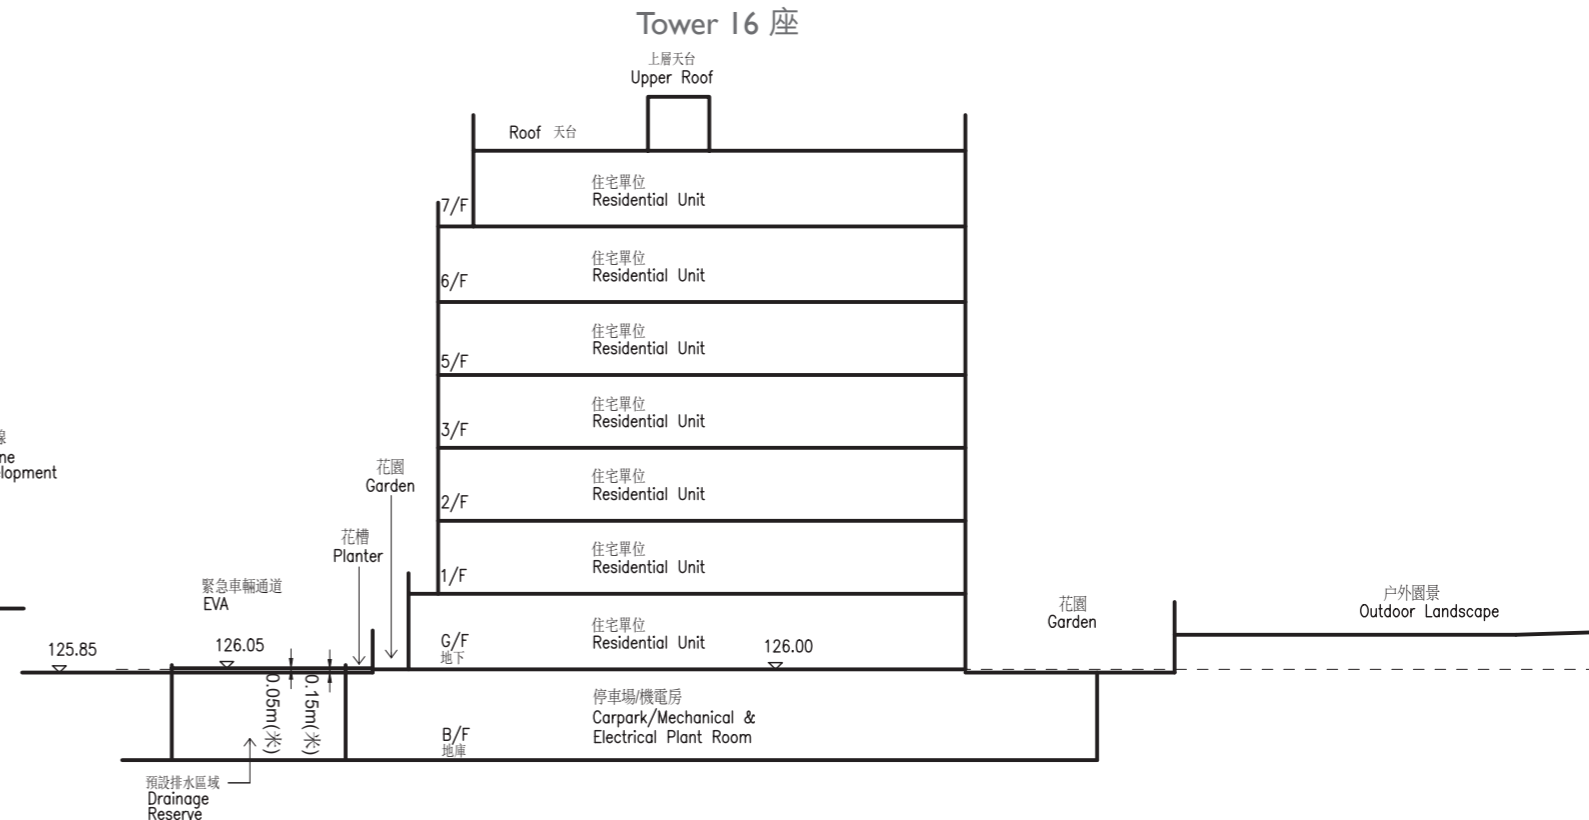 Tower 16 座
上層天台
Upper Roof
Roof 天台
住宅單位
Residential Unit
7/F
住宅單位
Residential Unit
6/F
住宅單位
Residential Unit
5/F
住宅單位
Residential Unit
3/F
線
ne
elopment
花園
Garden
住宅單位
Residential Unit
2/F
花槽
Planter
住宅單位
Residential Unit
1/F
緊急車輛通道
EVA
125.85
126.05
G/F
地下
住宅單位
Residential Unit
126.00
花園
Garden
户外園景
Outdoor Landscape
0.05m(米)
0.15m(米)
停車場/機電房
Carpark/Mechanical &
Electrical Plant Room
B/F
地庫
預設排水區域
Drainage
Reserve